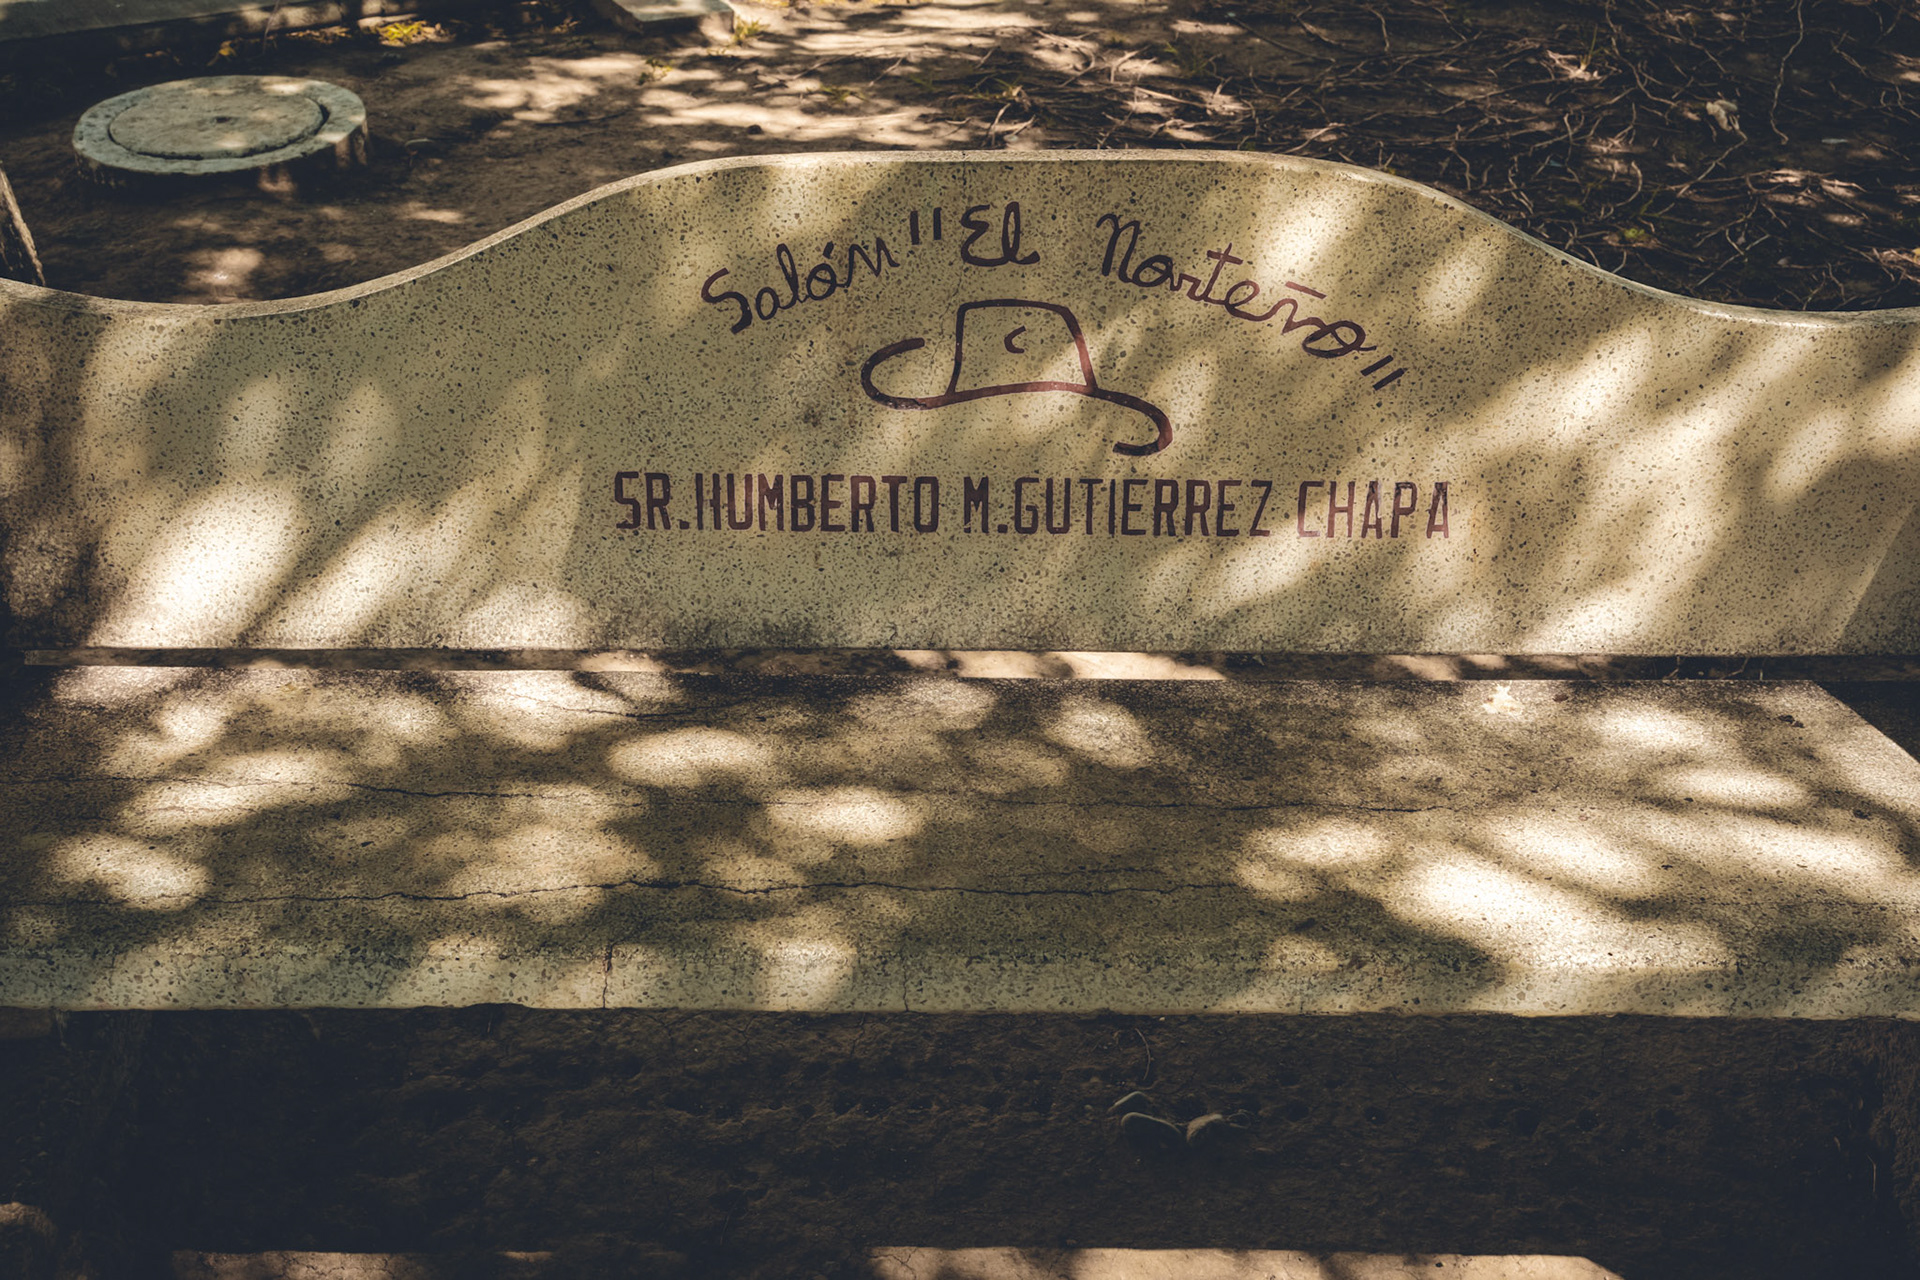 Salón "El Norteño"
SR. HUMBERTO M. GUTIERREZ CHAPA